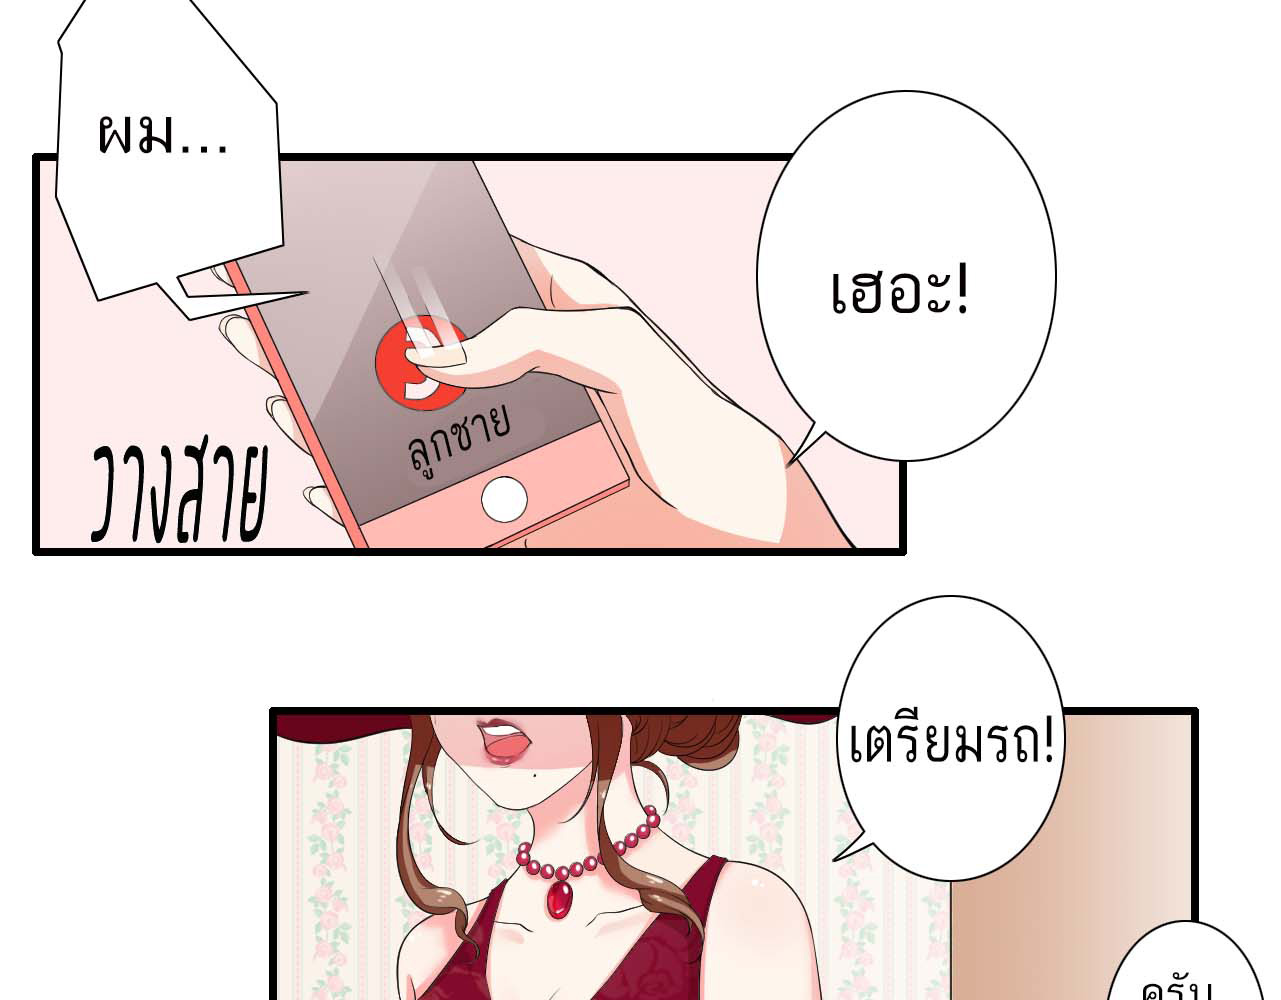 ผม...
เฮอะ!
ลูกชาย
วางสาย
เตรียมรถ!
ครับ